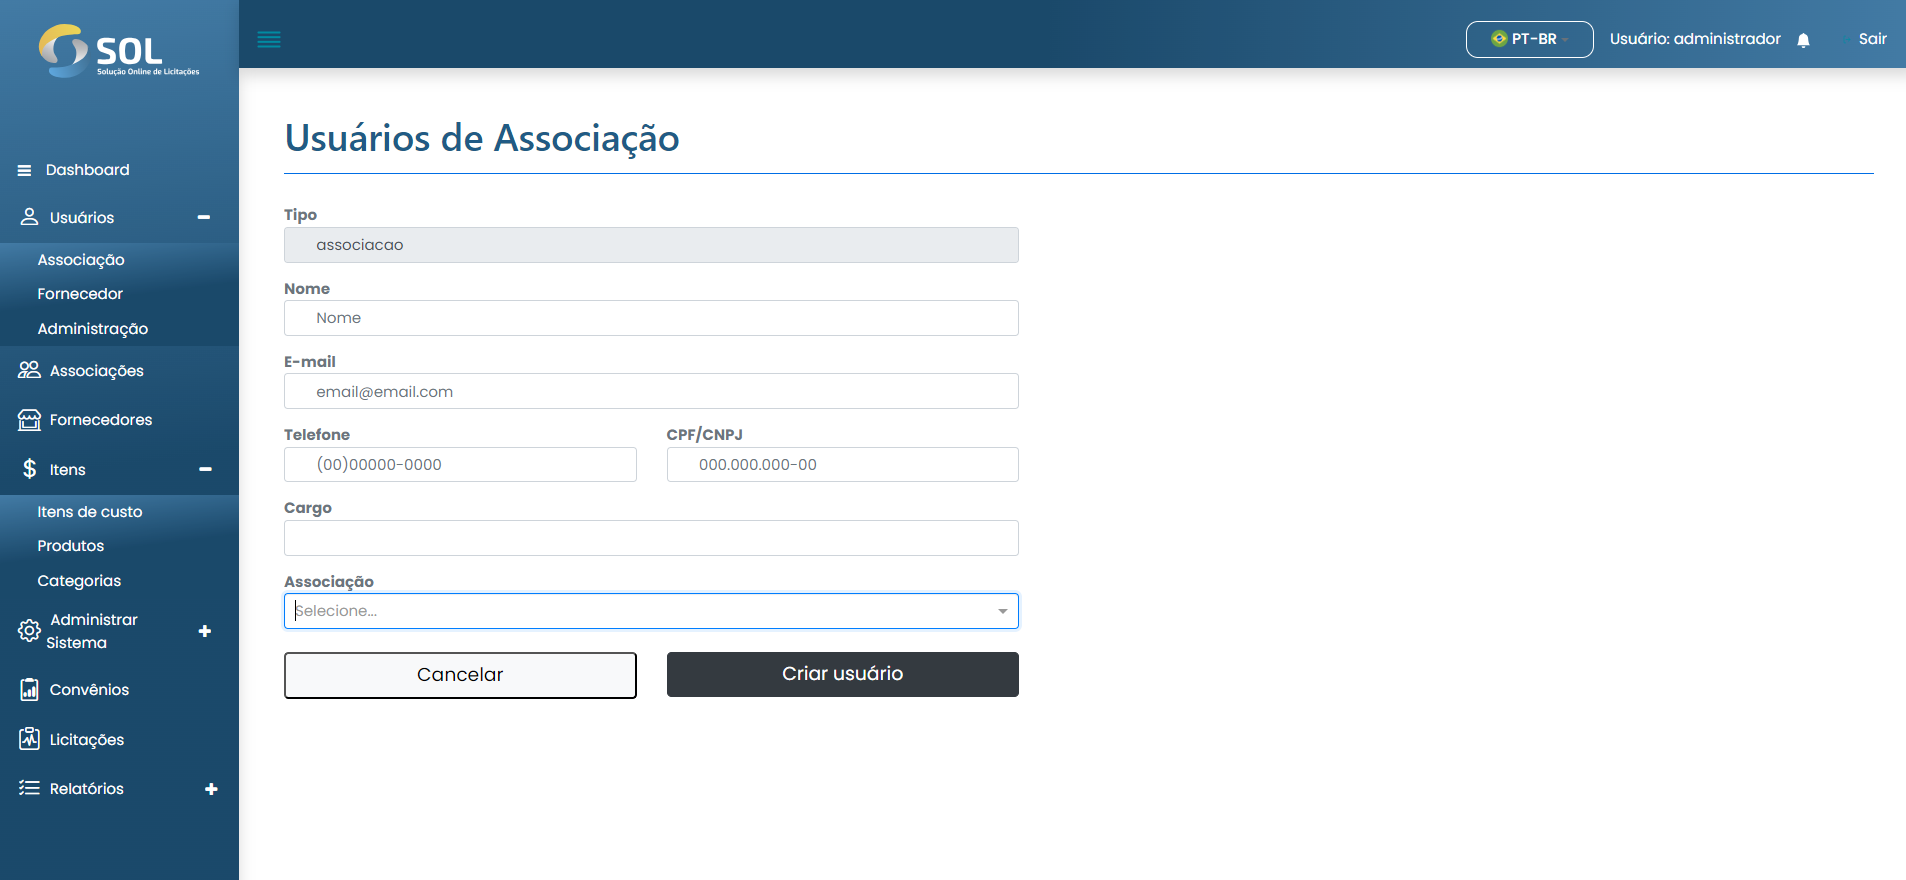 SOL
Solução Online de Licitações
PT-BR
Usuário: administrador
Sair
Dashboard
Usuários
Associação
Fornecedor
Administração
Associações
Fornecedores
Itens
Itens de custo
Produtos
Categorias
Administrar
Sistema
Convênios
Licitações
Relatórios
Usuários de Associação
Tipo
associacao
Nome
Nome
E-mail
email@email.com
Telefone
CPF/CNPJ
(00)00000-0000
000.000.000-00
Cargo
Associação
Selecione...
Cancelar
Criar usuário